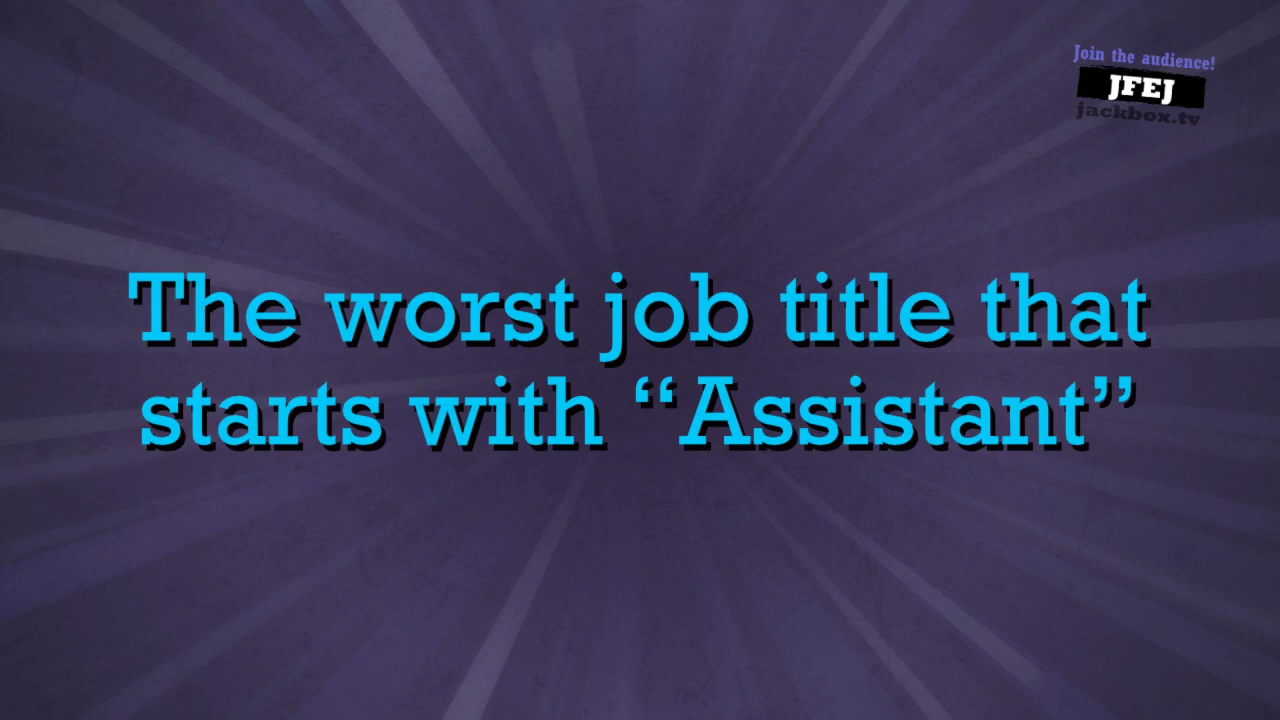 Join the audience!
JFEJ
jackbox.tv
The worst job title that
starts with “Assistant”